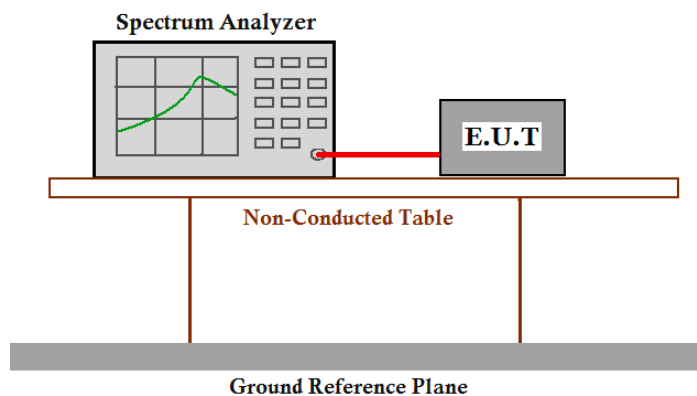 Spectrum Analyzer
E.U.T
Non-Conducted Table
Ground Reference Plane